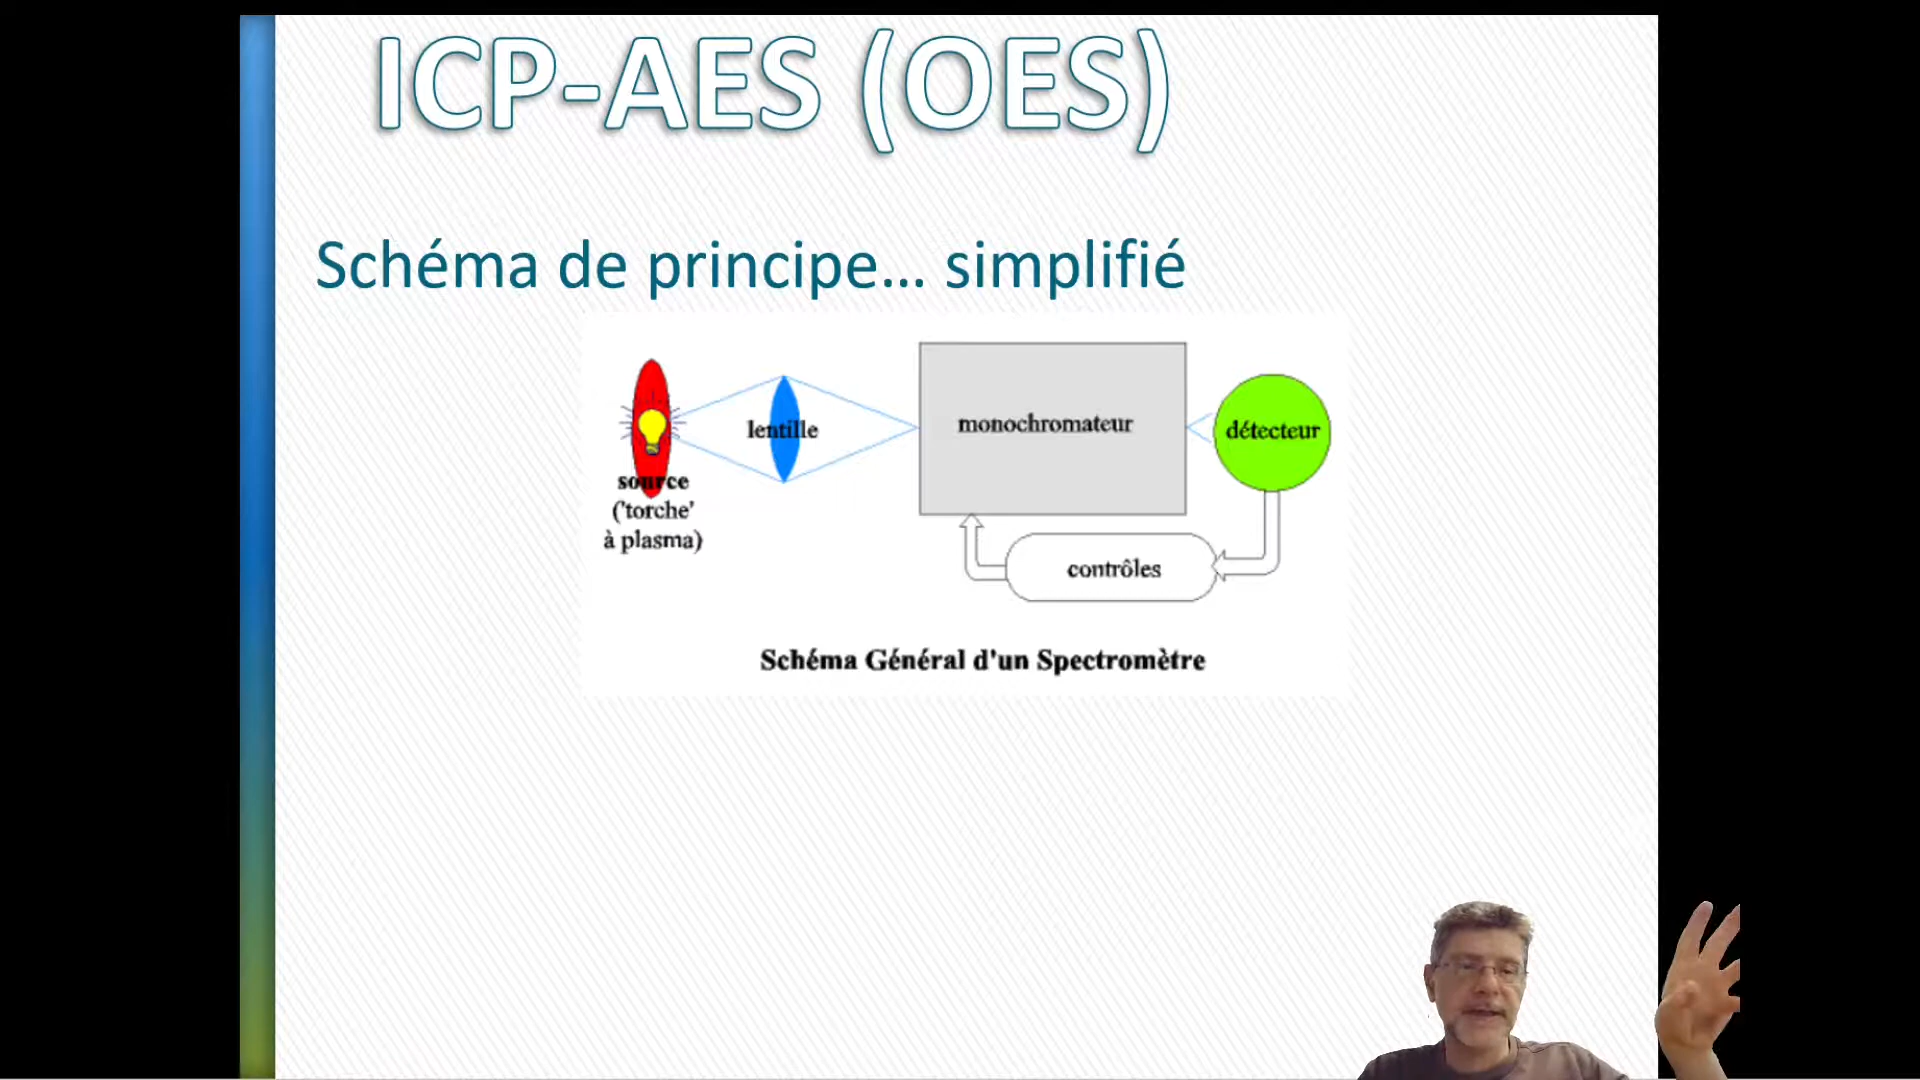 ICP-AES (OES)
Schéma de principe... simplifié
lentille
monochromateur
détecteur
source
('torche'
à plasma)
contrôles
Schéma Général d'un Spectromètre